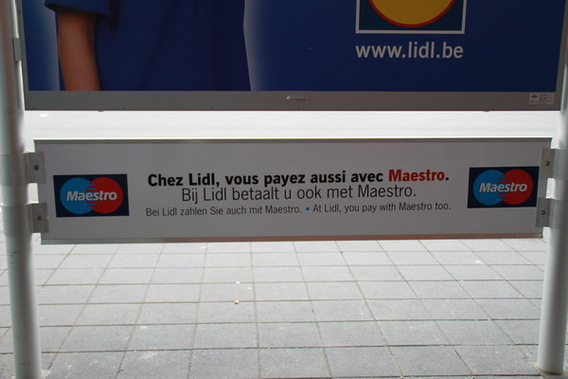 www.lidl.be
Chez Lidl, vous payez aussi avec Maestro.
Bij Lidl betaalt u ook met Maestro.
Bei Lidl zahlen Sie auch mit Maestro. • At Lidl, you pay with Maestro too.
Maestro
Maestro